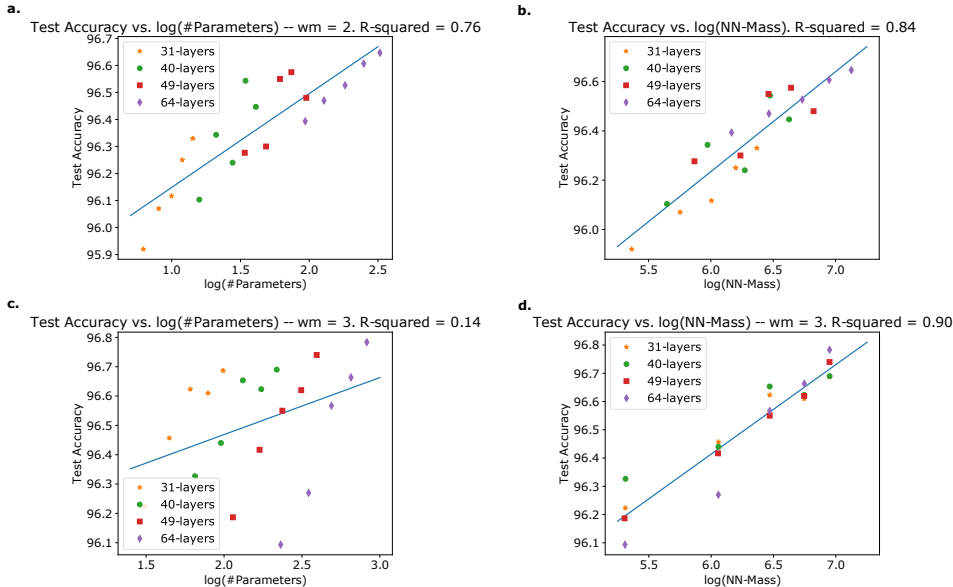 a.
Test Accuracy vs. log(#Parameters) -- wm = 2. R-squared = 0.76
96.7
96.6
96.5
96.4
96.3
96.2
96.1
96.0
95.9
Test Accuracy
31-layers
40-layers
49-layers
64-layers
1.0
1.5
2.0
2.5
log(#Parameters)
b.
Test Accuracy vs. log(NN-Mass). R-squared = 0.84
96.6
96.4
96.2
96.0
Test Accuracy
31-layers
40-layers
49-layers
64-layers
5.5
6.0
6.5
7.0
log(NN-Mass)
c.
Test Accuracy vs. log(#Parameters) -- wm = 3. R-squared = 0.14
96.8
96.7
96.6
96.5
96.4
96.3
96.2
96.1
Test Accuracy
31-layers
40-layers
49-layers
64-layers
1.5
2.0
2.5
3.0
log(#Parameters)
d.
Test Accuracy vs. log(NN-Mass) -- wm = 3. R-squared = 0.90
96.8
96.7
96.6
96.5
96.4
96.3
96.2
96.1
Test Accuracy
31-layers
40-layers
49-layers
64-layers
5.5
6.0
6.5
7.0
log(NN-Mass)